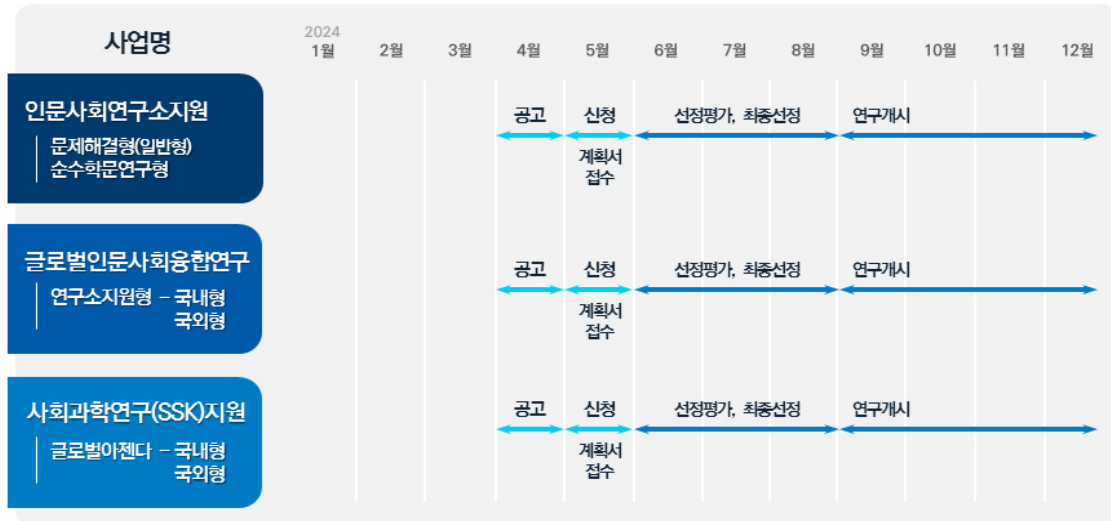 사업명
2024
1월 2월 3월 4월 5월 6월 7월 8월 9월 10월 11월 12월
인문사회연구소지원
문제해결형(일반형)
순수학문연구형
공고 신청 선정평가, 최종선정 연구개시
계획서
접수
글로벌인문사회융합연구
연구소지원형 - 국내형
국외형
공고 신청 선정평가, 최종선정 연구개시
계획서
접수
사회과학연구(SSK)지원
글로벌아젠다 - 국내형
국외형
공고 신청 선정평가, 최종선정 연구개시
계획서
접수